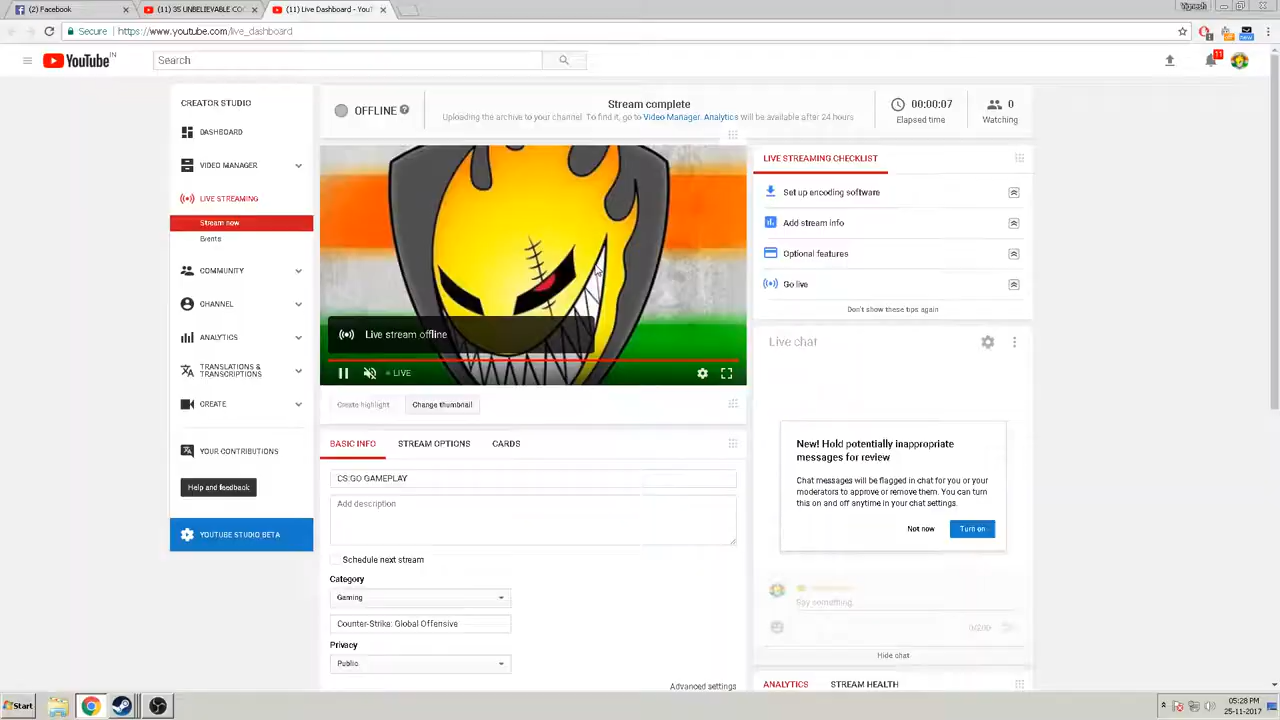 (2) Facebook
(11) 35 UNBELIEVABLE COO
(11) Live Dashboard - YouT
Secure
https://www.youtube.com/live_dashboard
YouTube IN
Search
11
CREATOR STUDIO
DASHBOARD
VIDEO MANAGER
LIVE STREAMING
Stream now
Events
COMMUNITY
CHANNEL
ANALYTICS
TRANSLATIONS &
TRANSCRIPTIONS
CREATE
YOUR CONTRIBUTIONS
Help and feedback
YOUTUBE STUDIO BETA
OFFLINE
Stream complete
Uploading the archive to your channel. To find it, go to Video Manager. Analytics will be available after 24 hours
00:00:07
Elapsed time
0
Watching
Live stream offline
LIVE
Create highlight
Change thumbnail
BASIC INFO
STREAM OPTIONS
CARDS
CS:GO GAMEPLAY
Add description
Schedule next stream
Category
Gaming
Counter-Strike: Global Offensive
Privacy
Public
Advanced settings
LIVE STREAMING CHECKLIST
Set up encoding software
Add stream info
Optional features
Go live
Don't show these tips again
Live chat
New! Hold potentially inappropriate
messages for review
Chat messages will be flagged in chat for you or your
moderators to approve or remove them. You can turn
this on and off anytime in your chat settings.
Not now
Turn on
Say something
Hide chat
ANALYTICS
STREAM HEALTH
Start
05:28 PM
25-11-2017